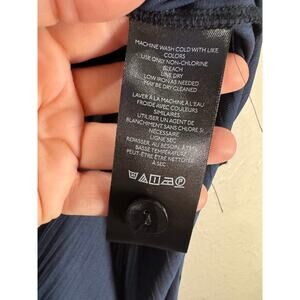 MACHINE WASH COLD WITH LIKE
COLORS
USE ONLY NON-CHLORINE
BLEACH
LINE DRY
LOW IRON AS NEEDED
MAY BE DRY CLEANED
LAVER À LA MACHINE À L'EAU
FROIDE AVEC COULEURS
SIMILAIRES
UTILISER UN AGENT DE
BLANCHIMENT SANS CHLORE SI
NÉCESSAIRE
LIGNE SEC
REPASSER, AU BESOIN, À
BASSE TEMPÉRATURE
PEUT-ÊTRE ÊTRE NETTOYÉ
À SEC